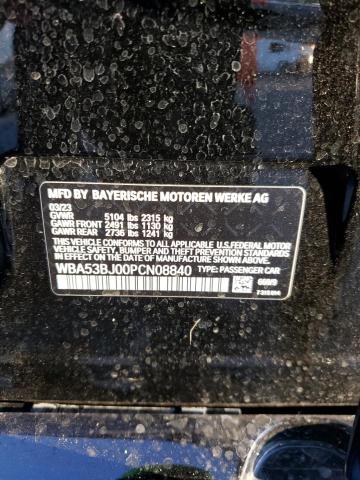 MFD BY BAYERISCHE MOTOREN WERKE AG
03/23
GVWR 5104 lbs 2315 kg
GAWR FRONT 2491 lbs 1130 kg
GAWR REAR 2736 lbs 1241 kg
THIS VEHICLE CONFORMS TO ALL
APPLICABLE U.S. FEDERAL MOTOR
VEHICLE SAFETY, BUMPER AND THEFT
PREVENTION STANDARDS IN EFFECT
ON THE DATE OF MANUFACTURE
SHOWN ABOVE.
WBA53BJ00PCN08840 TYPE: PASSENGER CAR